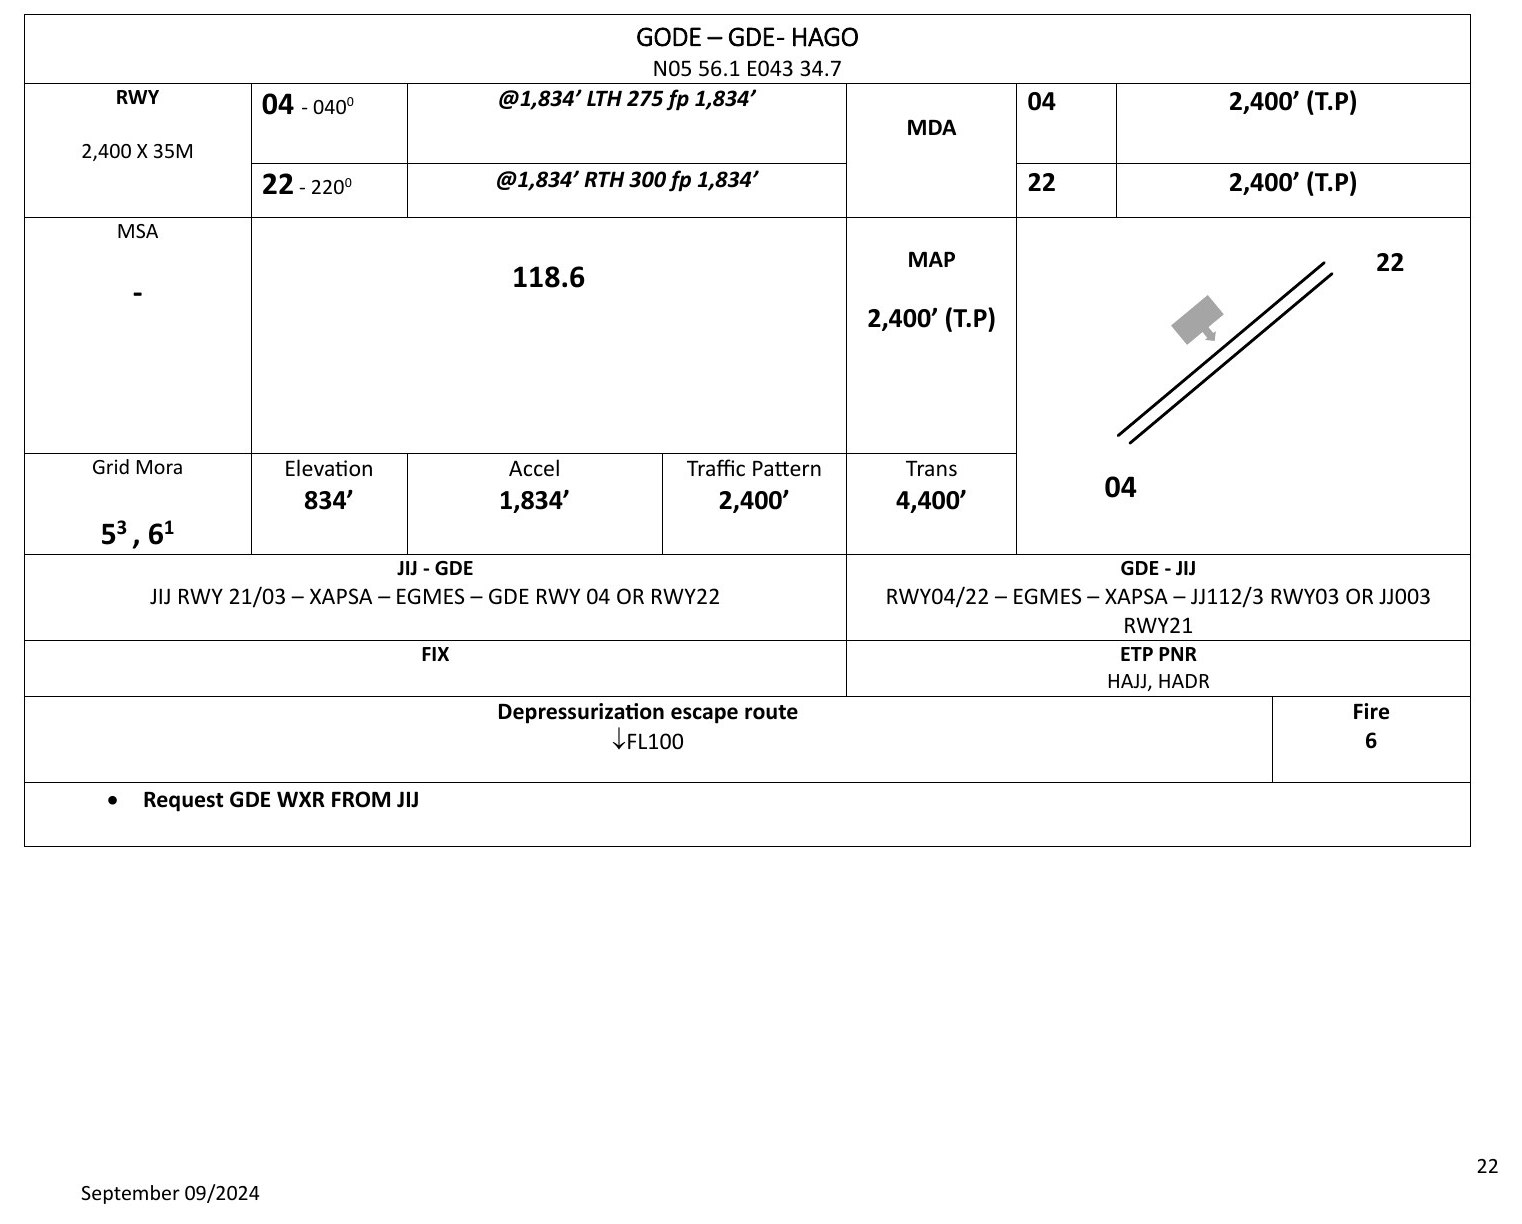 GODE – GDE- HAGO
N05 56.1 E043 34.7
RWY
2,400 X 35M
04 - 040⁰
@1,834’ LTH 275 fp 1,834’
MDA
04
2,400’ (T.P)
22 - 220⁰
@1,834’ RTH 300 fp 1,834’
22
2,400’ (T.P)
MSA
-
118.6
MAP
2,400’ (T.P)
22
04
Grid Mora
5³ , 6¹
Elevation
834’
Accel
1,834’
Traffic Pattern
2,400’
Trans
4,400’
JIJ - GDE
JIJ RWY 21/03 – XAPSA – EGMES – GDE RWY 04 OR RWY22
GDE - JIJ
RWY04/22 – EGMES – XAPSA – JJ112/3 RWY03 OR JJ003
RWY21
FIX
ETP PNR
HAJJ, HADR
Depressurization escape route
↓FL100
Fire
6
• Request GDE WXR FROM JIJ
22
September 09/2024